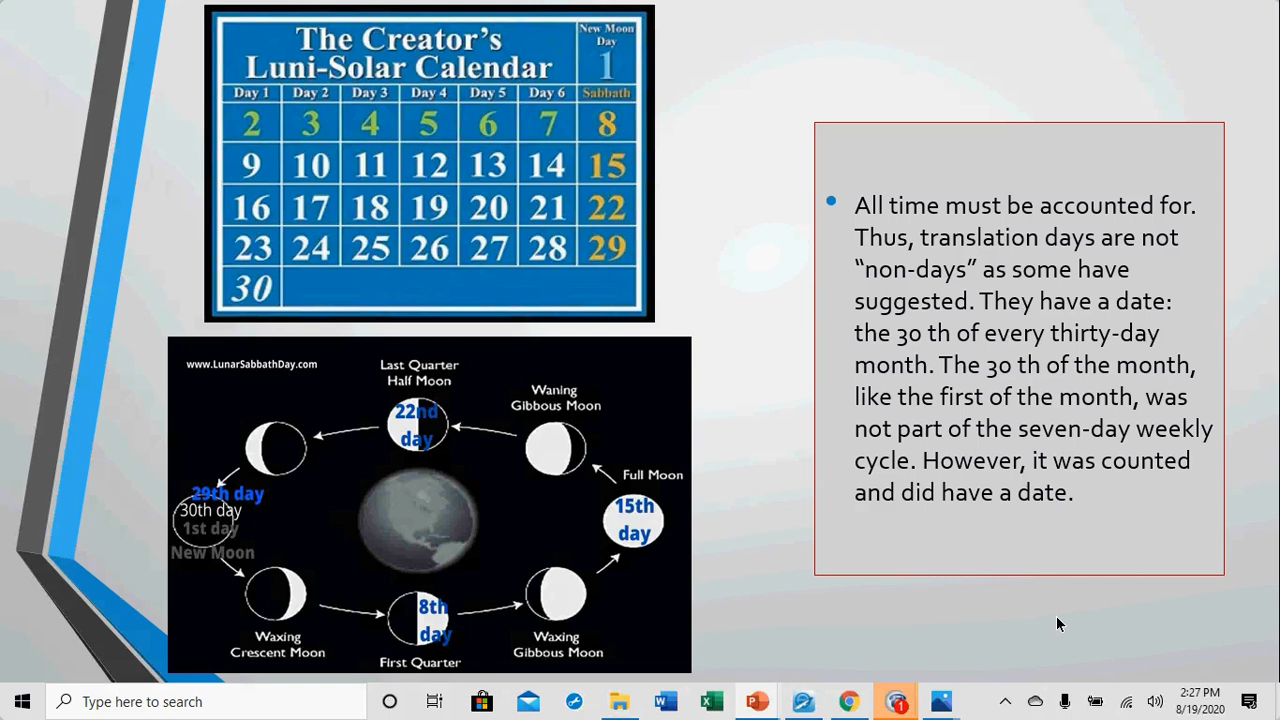 The Creator's
Luni-Solar Calendar
New Moon
Day
1
Day 1 Day 2 Day 3 Day 4 Day 5 Day 6 Sabbath
2 3 4 5 6 7 8
9 10 11 12 13 14 15
16 17 18 19 20 21 22
23 24 25 26 27 28 29
30
www.LunarSabbathDay.com
Last Quarter
Half Moon
22nd
day
Waning
Gibbous Moon
Full Moon
15th
day
29th day
30th day
1st day
New Moon
8th
day
Waxing
Crescent Moon
First Quarter
Waxing
Gibbous Moon
All time must be accounted for.
Thus, translation days are not
“non-days” as some have
suggested. They have a date:
the 30 th of every thirty-day
month. The 30 th of the month,
like the first of the month, was
not part of the seven-day weekly
cycle. However, it was counted
and did have a date.
Type here to search
2:27 PM
8/19/2020